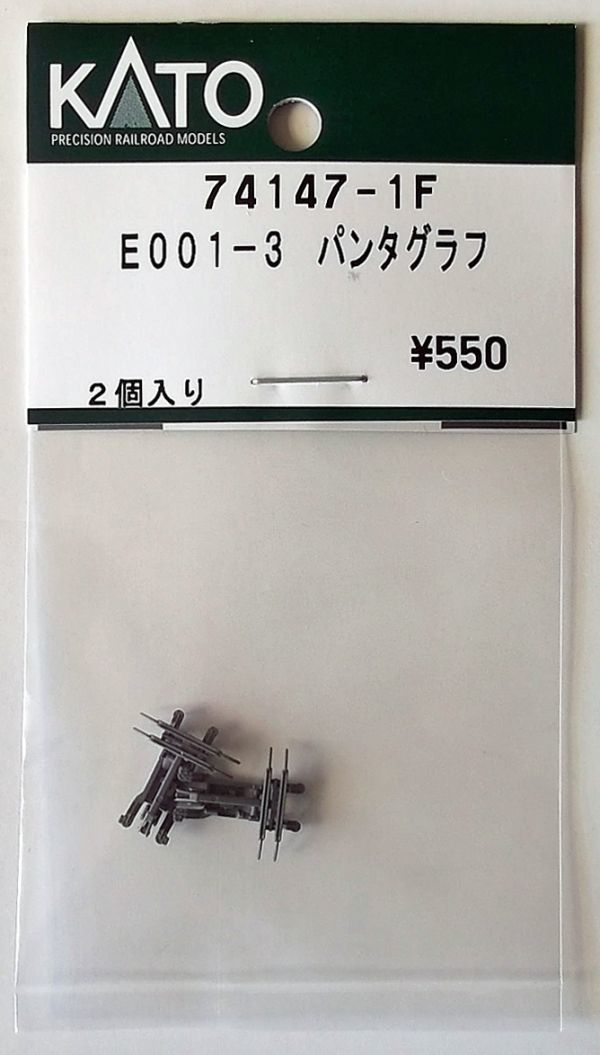 KATO
PRECISION RAILROAD MODELS
74147-1F
E001-3 パンタグラフ
¥550
2個入り